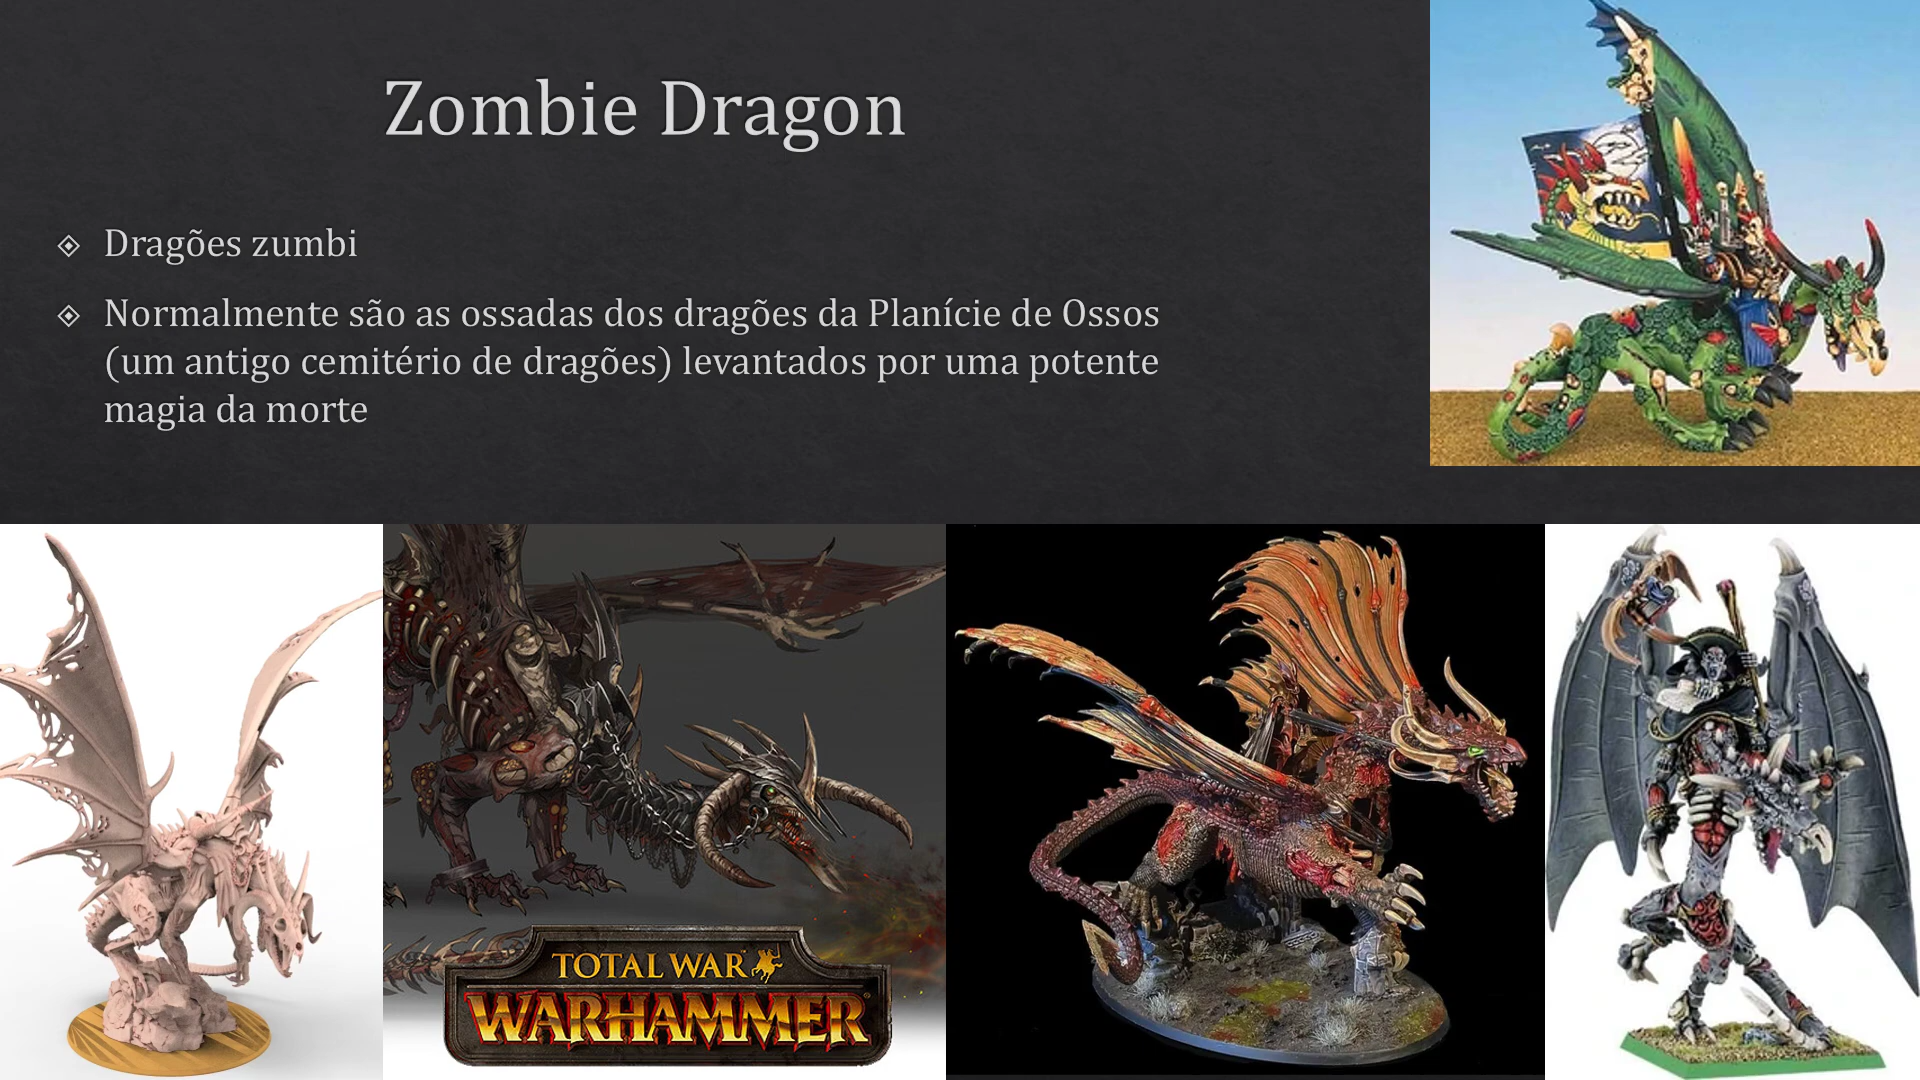 Zombie Dragon
Dragões zumbi
Normalmente são as ossadas dos dragões da Planície de Ossos
(um antigo cemitério de dragões) levantados por uma potente
magia da morte
TOTAL WAR
WARHAMMER